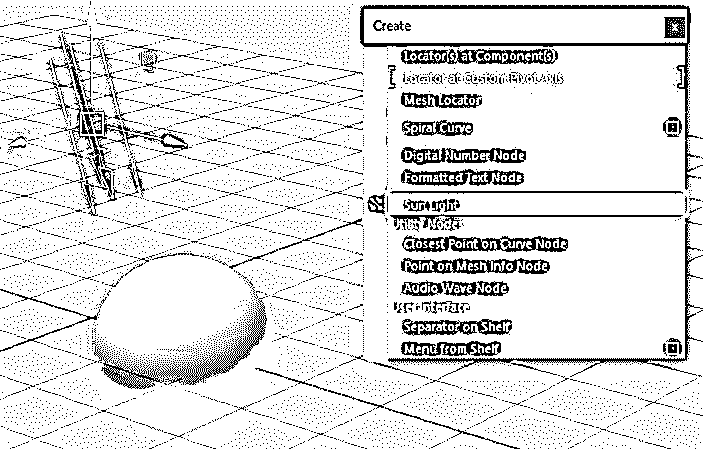 Create
Locator(s) at Component(s)
Locator at Custom Pivot Axis
Mesh Locator
Spiral Curve
Digital Number Node
Formatted Text Node
Sun Light
Utility Nodes
Closest Point on Curve Node
Point on Mesh Info Node
Audio Wave Node
User Interface
Separator on Shelf
Menu from Shelf